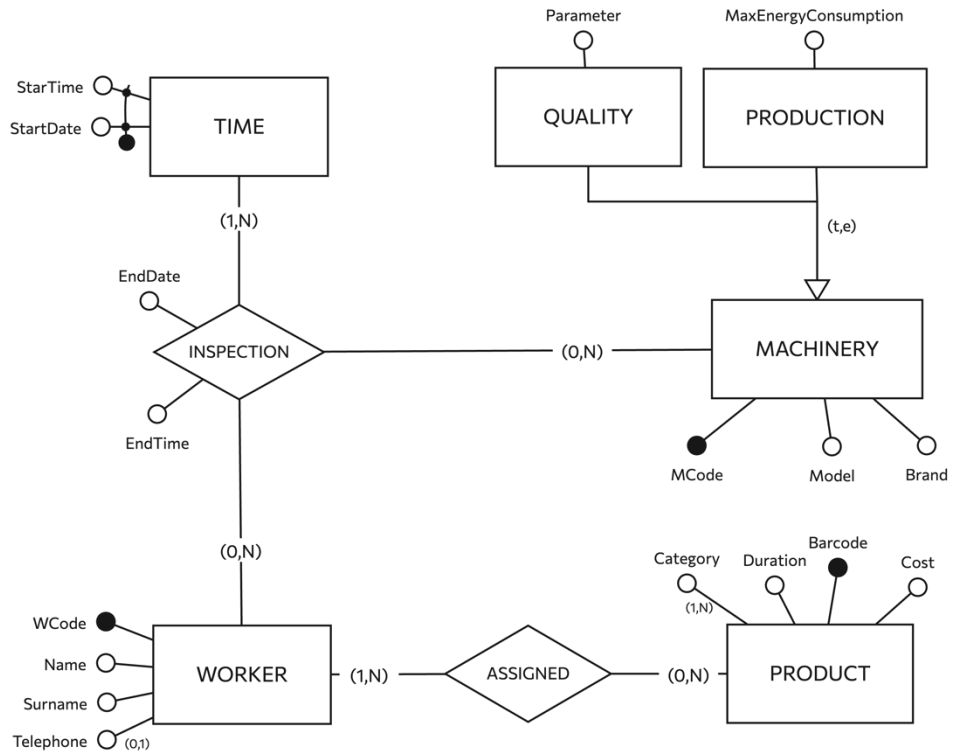 Parameter
MaxEnergyConsumption
StarTime
StartDate
TIME
QUALITY
PRODUCTION
(1,N)
(t,e)
EndDate
INSPECTION
(0,N)
MACHINERY
EndTime
MCode
Model
Brand
(0,N)
Barcode
Category
Duration
Cost
(1,N)
WCode
Name
Surname
Telephone
(0,1)
WORKER
(1,N)
ASSIGNED
(0,N)
PRODUCT